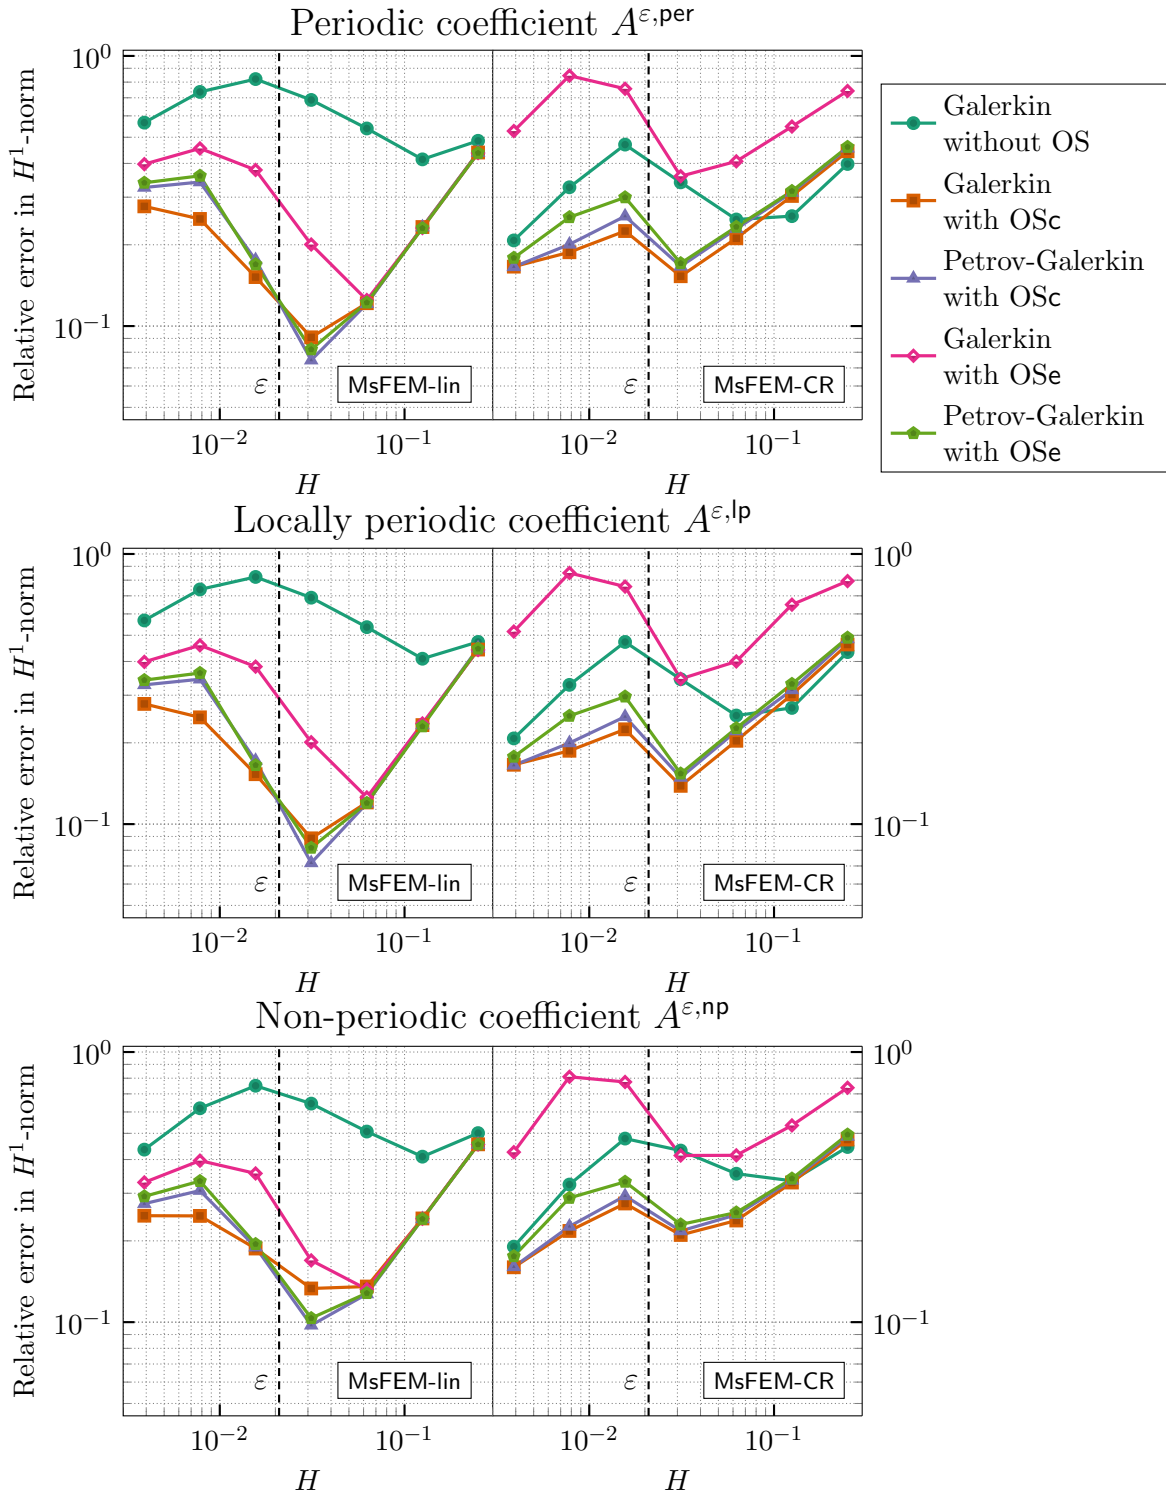 Periodic coefficient A^{ε,per}
10^0
10^{-1}
Relative error in H^1-norm
ε
MsFEM-lin
ε
MsFEM-CR
10^{-2}
10^{-1}
10^{-2}
10^{-1}
H
H
Galerkin
without OS
Galerkin
with OSc
Petrov-Galerkin
with OSc
Galerkin
with OSe
Petrov-Galerkin
with OSe
Locally periodic coefficient A^{ε,lp}
10^0
10^0
10^{-1}
10^{-1}
Relative error in H^1-norm
ε
MsFEM-lin
ε
MsFEM-CR
10^{-2}
10^{-1}
10^{-2}
10^{-1}
H
H
Non-periodic coefficient A^{ε,np}
10^0
10^0
10^{-1}
10^{-1}
Relative error in H^1-norm
ε
MsFEM-lin
ε
MsFEM-CR
10^{-2}
10^{-1}
10^{-2}
10^{-1}
H
H